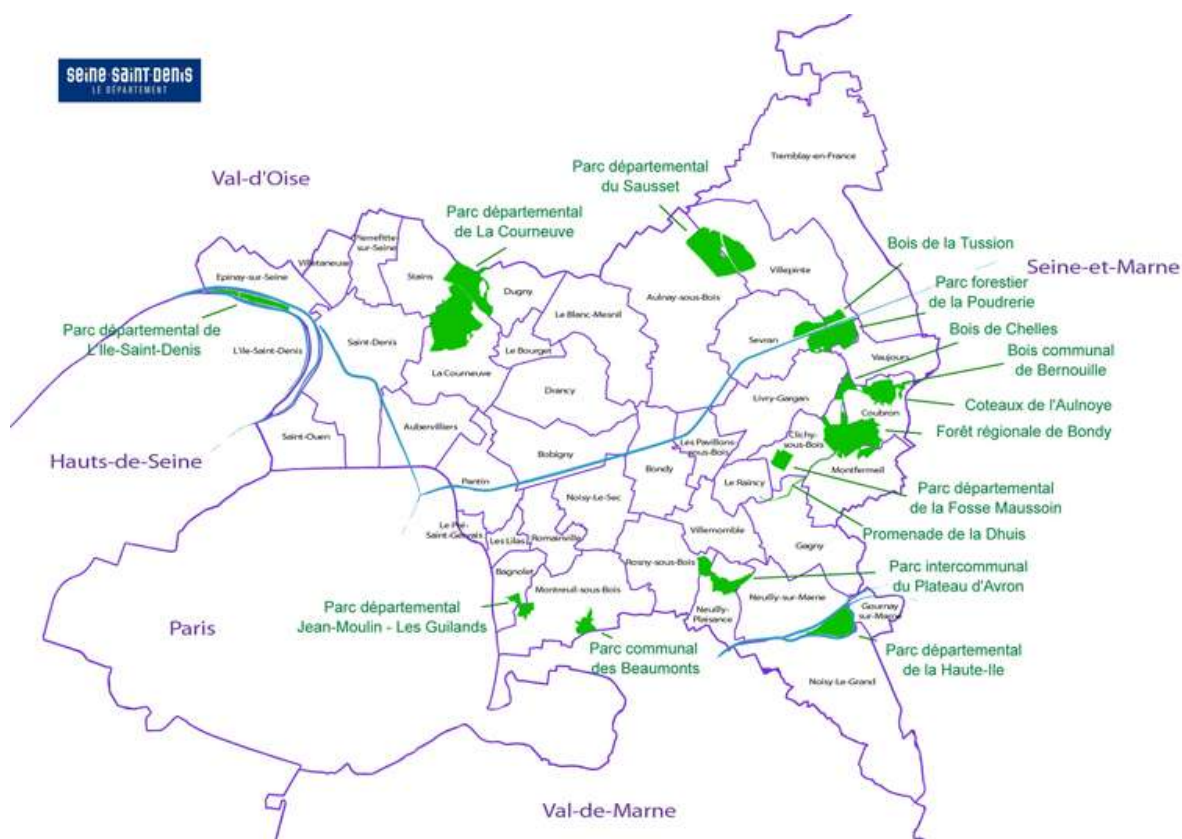 seine-saint-denis
LE DÉPARTEMENT
Tremblay-en-France
Parc départemental
du Sausset
Val-d'Oise
Parc départemental
de La Courneuve
Pierrefitte-
sur-Seine
Villetaneuse
Stains
Epinay-sur-Seine
Dugny
Villepinte
Bois de la Tussion
Seine-et-Marne
Parc forestier
de la Poudrerie
Aulnay-sous-Bois
Le Blanc-Mesnil
Parc départemental de
L'Ile-Saint-Denis
L'Ile-Saint-Denis
Saint-Denis
Le Bourget
Sevran
Bois de Chelles
Vaujours
Bois communal
de Bernouille
La Courneuve
Drancy
Livry-Gargan
Coteaux de l'Aulnoye
Coubron
Saint-Ouen
Aubervilliers
Clichy-
sous-Bois
Forêt régionale de Bondy
Hauts-de-Seine
Bobigny
Les Pavillons-
sous-Bois
Bondy
Montfermeil
Pantin
Le Raincy
Parc départemental
de la Fosse Maussoin
Noisy-Le-Sec
Le Pré-
Saint-Gervais
Les Lilas
Romainville
Villemomble
Promenade de la Dhuis
Gagny
Rosny-sous-Bois
Parc intercommunal
du Plateau d'Avron
Bagnolet
Montreuil-sous-Bois
Neuilly-sur-Marne
Neuilly-
Plaisance
Gournay
sur-Marne
Parc départemental
Jean-Moulin - Les Guilands
Paris
Parc communal
des Beaumonts
Parc départemental
de la Haute-Ile
Noisy-Le-Grand
Val-de-Marne